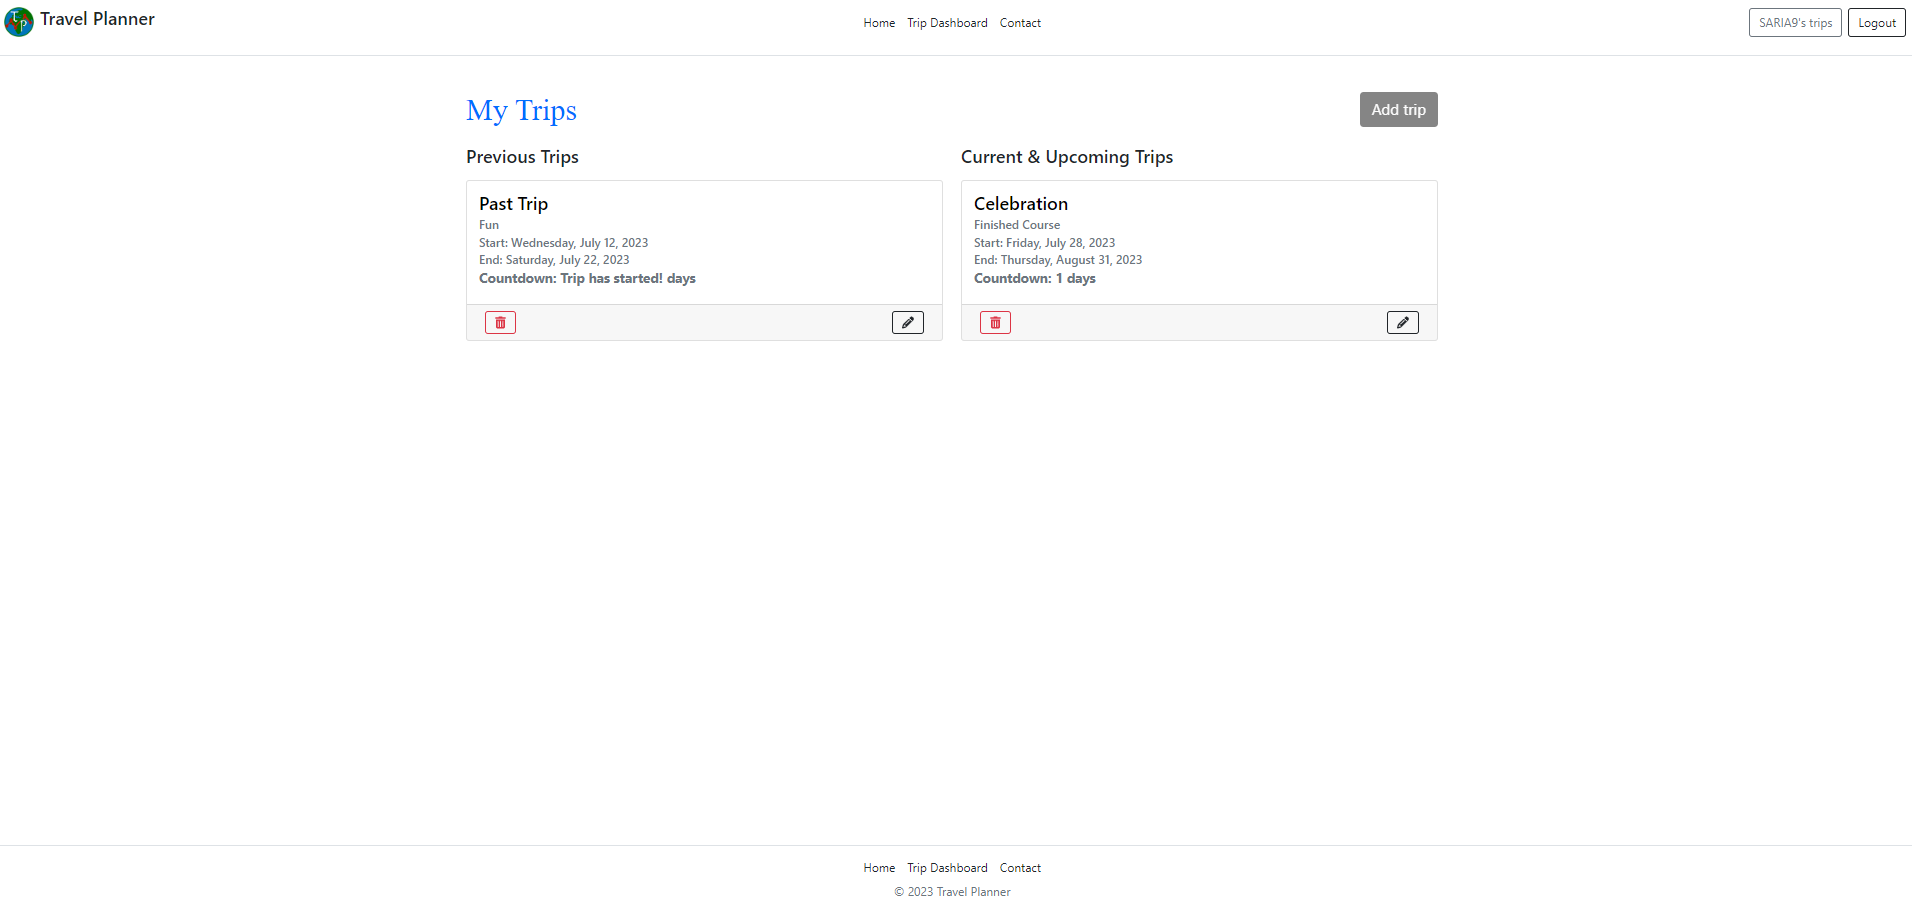 TP Travel Planner
Home Trip Dashboard Contact
SARIA9's trips Logout
My Trips
Add trip
Previous Trips
Past Trip
Fun
Start: Wednesday, July 12, 2023
End: Saturday, July 22, 2023
Countdown: Trip has started! days
Current & Upcoming Trips
Celebration
Finished Course
Start: Friday, July 28, 2023
End: Thursday, August 31, 2023
Countdown: 1 days
Home Trip Dashboard Contact
© 2023 Travel Planner